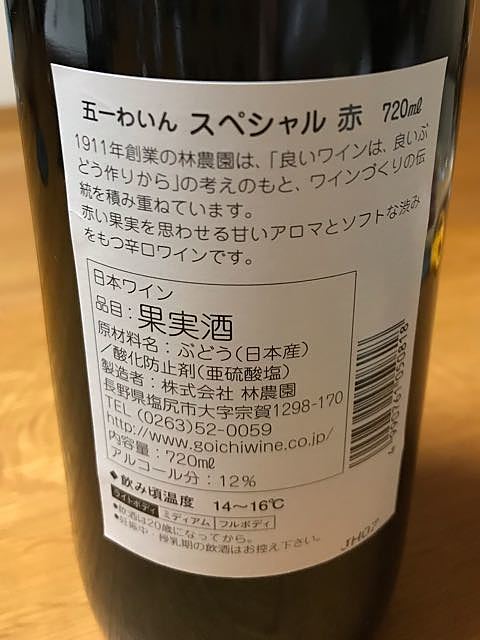 五一わいん スペシャル 赤 720㎖
1911年創業の林農園は、「良いワインは、良いぶ
どう作りから」の考えのもと、ワインづくりの伝
統を積み重ねています。
赤い果実を思わせる甘いアロマとソフトな渋み
をもつ辛口ワインです。
日本ワイン
品目：果実酒
原材料名：ぶどう（日本産）
／酸化防止剤（亜硫酸塩）
製造者：株式会社 林農園
長野県塩尻市大字宗賀1298-170
TEL (0263)52-0059
http://www.goichiwine.co.jp/
内容量：720㎖
アルコール分：12%
◆飲み頃温度 14～16℃
ライトボディ ミディアム フルボディ
●飲酒は20歳になってから。
●妊娠中・授乳期の飲酒はお控え下さい。
JH07